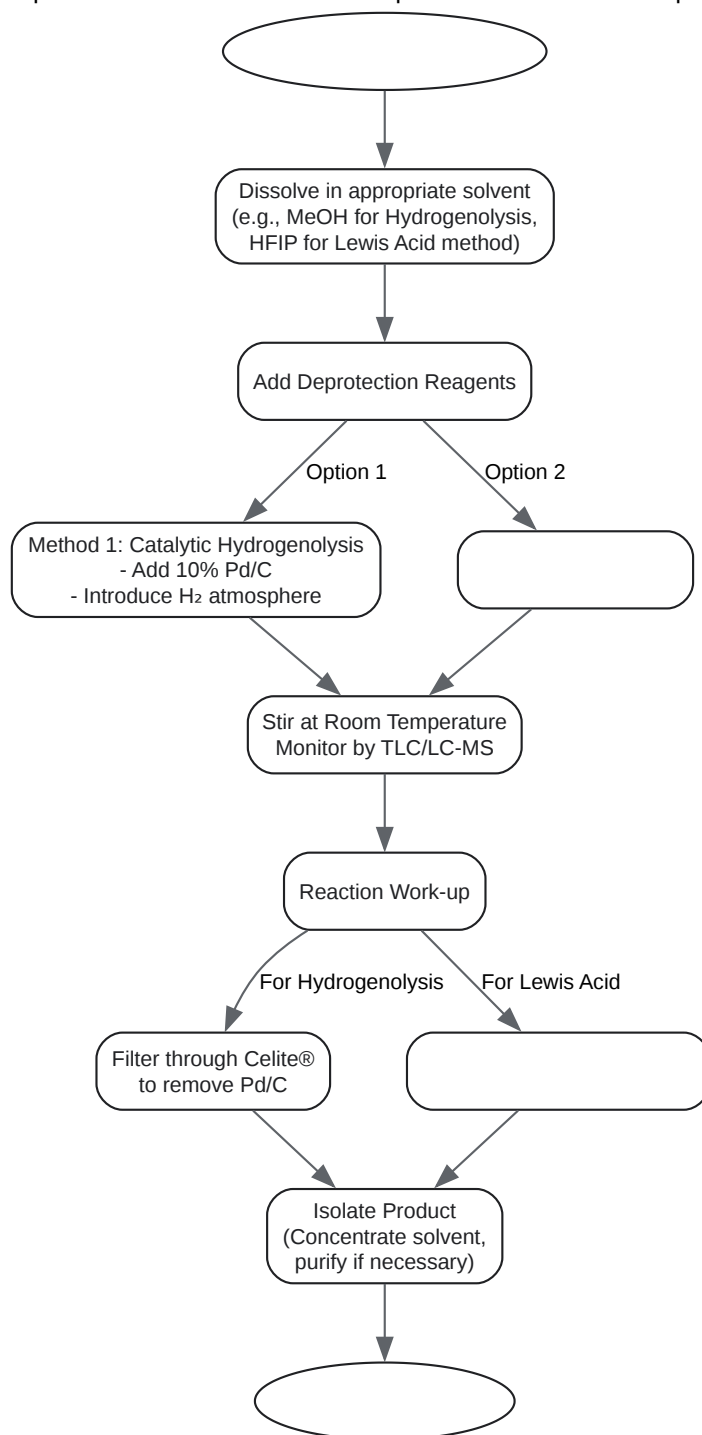 Dissolve in appropriate solvent
(e.g., MeOH for Hydrogenolysis,
HFIP for Lewis Acid method)
Add Deprotection Reagents
Option 1
Option 2
Method 1: Catalytic Hydrogenolysis
- Add 10% Pd/C
- Introduce H₂ atmosphere
Stir at Room Temperature
Monitor by TLC/LC-MS
Reaction Work-up
For Hydrogenolysis
For Lewis Acid
Filter through Celite®
to remove Pd/C
Isolate Product
(Concentrate solvent,
purify if necessary)